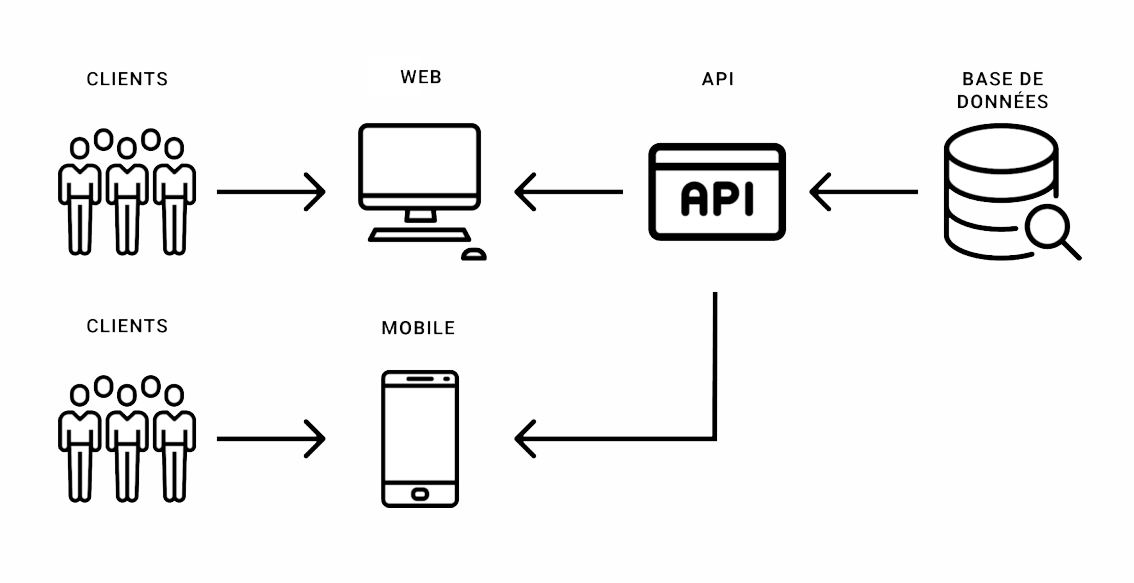 CLIENTS
WEB
API
BASE DE
DONNÉES
API
CLIENTS
MOBILE